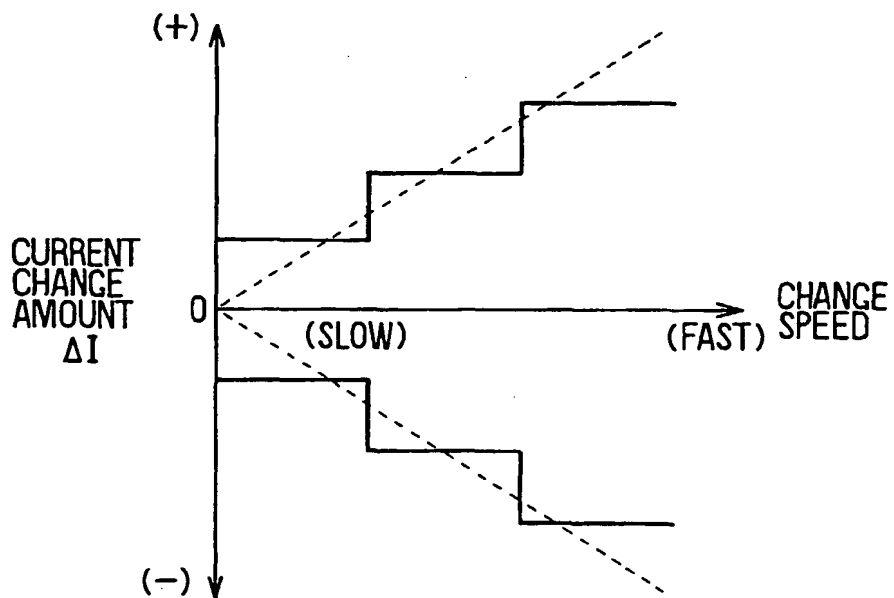 (+)
CURRENT
CHANGE
AMOUNT
ΔI
0
(SLOW)
(FAST)
CHANGE
SPEED
(-)